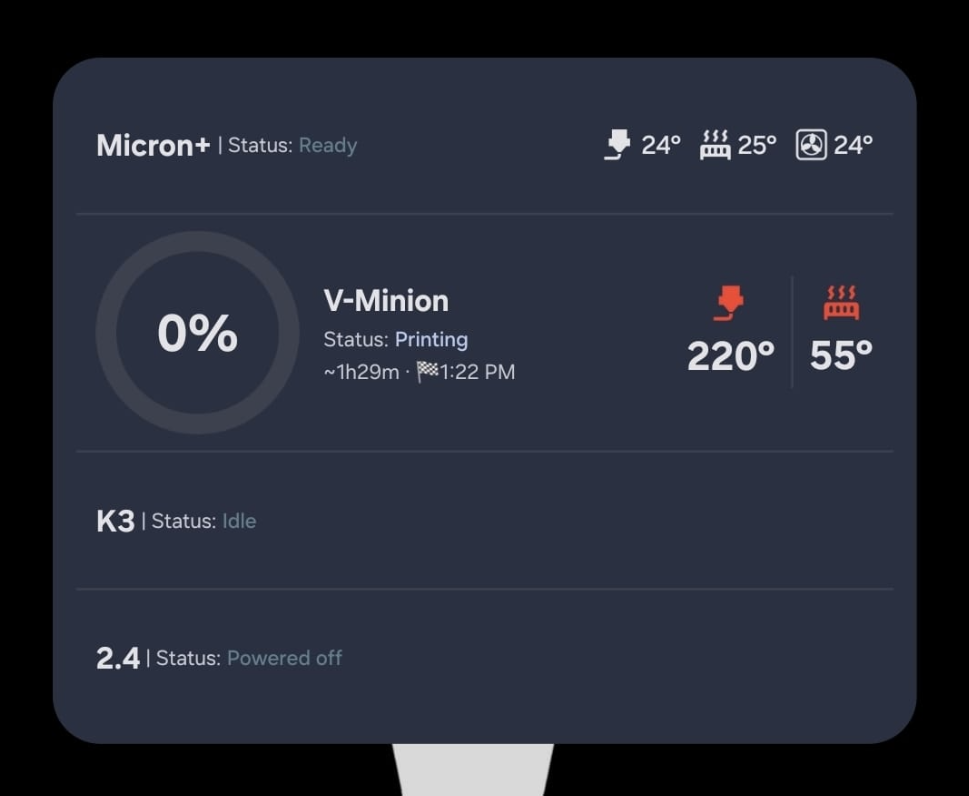 Micron+ | Status: Ready 24° 25° 24°
0%
V-Minion
Status: Printing
~1h29m · 🏁1:22 PM
220° 55°
K3 | Status: Idle
2.4 | Status: Powered off